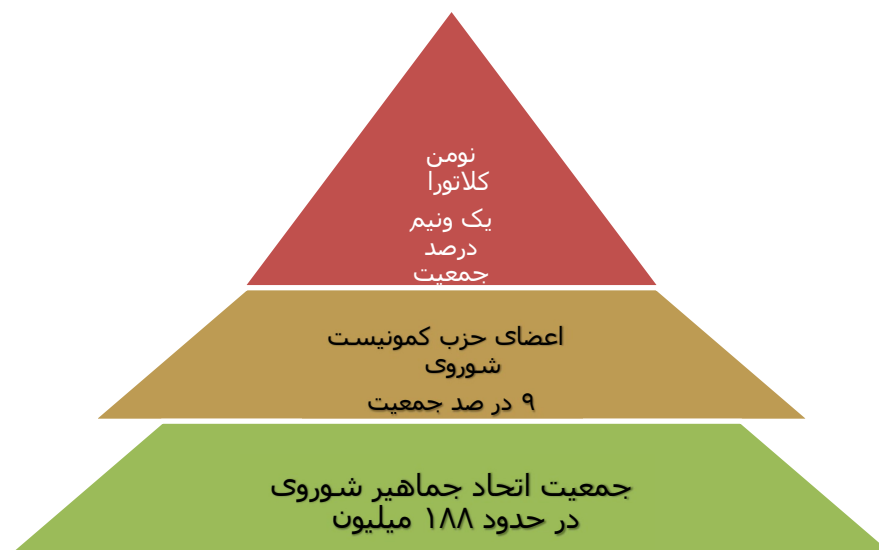 نومن
کلاتورا
یک ونیم
درصد
جمعیت
اعضای حزب کمونیست
شوروی
۹ در صد جمعیت
جمعیت اتحاد جماهیر شوروی
در حدود ۱۸۸ میلیون